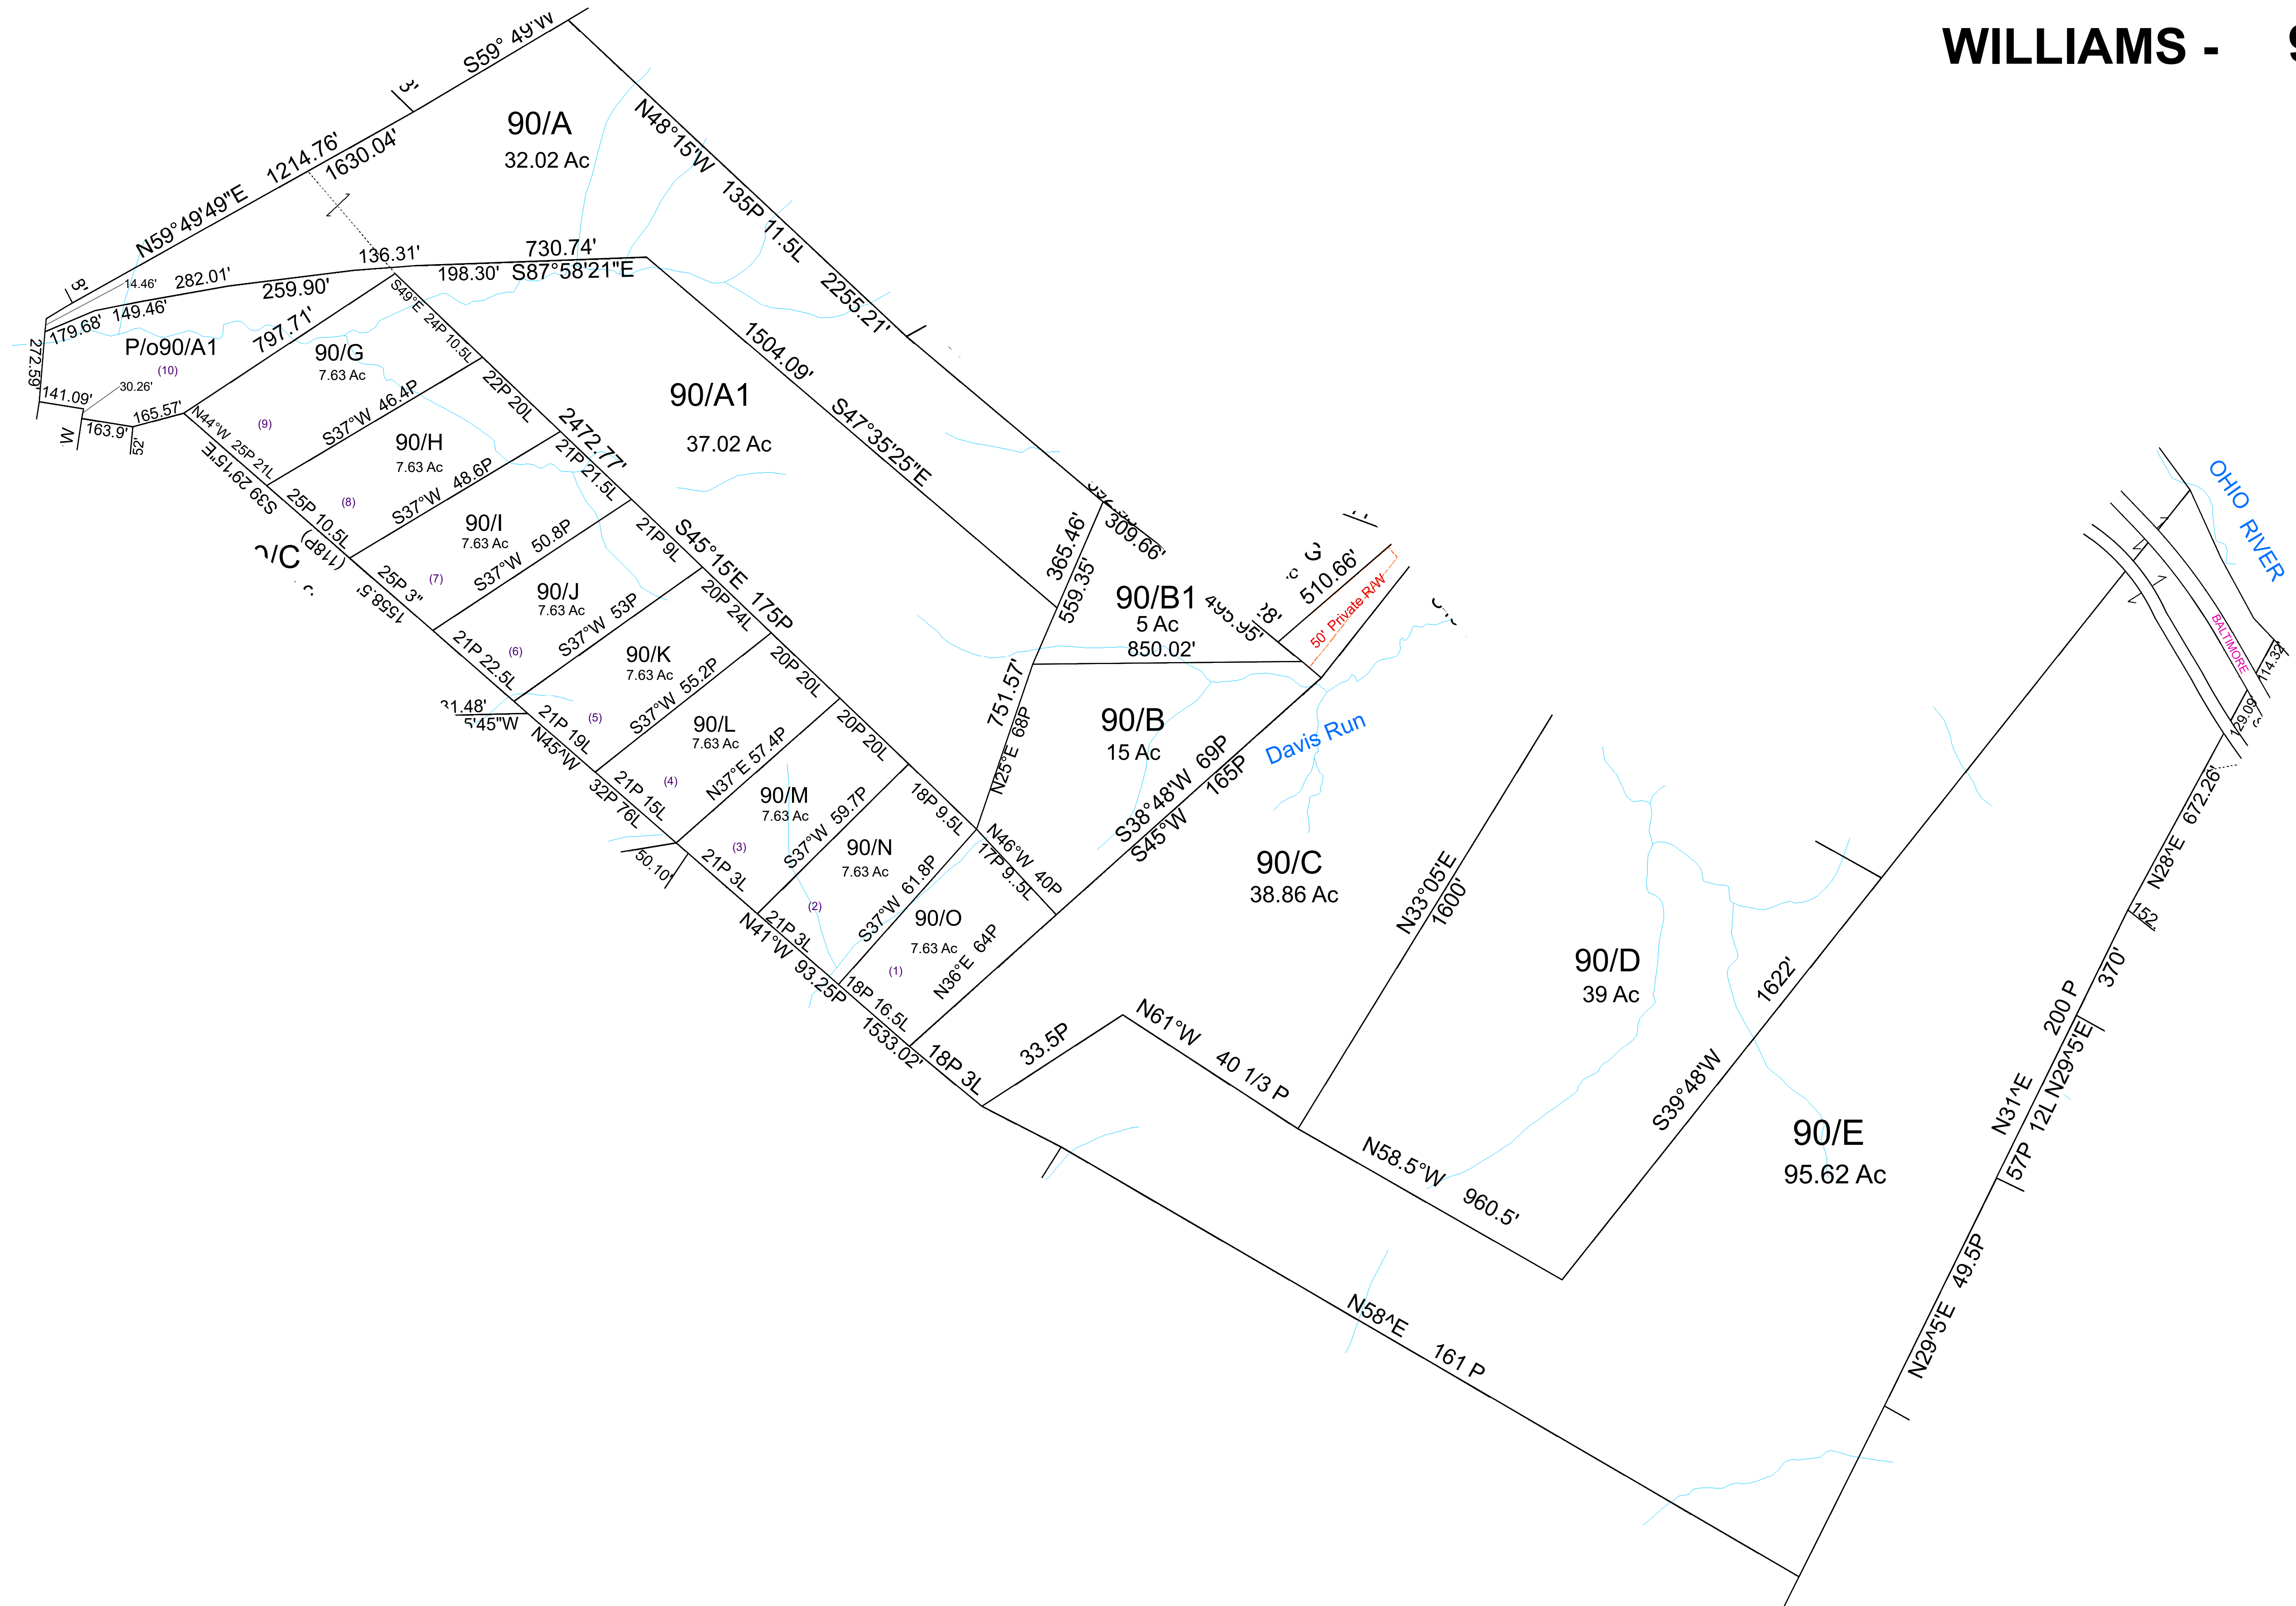 WILLIAMS -
S59° 49'W
3'
90/A
32.02 Ac
N48°15'W 135P 11.5L 2255.21'
1214.76'
1630.04'
N59°49'49"E
8'
14.46'
282.01'
136.31'
730.74'
198.30' S87°58'21"E
259.90'
149.46'
179.68'
797.71'
P/o90/A1
(10)
272.59'
141.09'
30.26'
163.9'
165.57'
52'
W
S49°E 24P 10.5L
90/G
7.63 Ac
(9)
N44°W 25P 21L
S37°W 46.4P
22P 20L
90/H
7.63 Ac
(8)
S39 29'15"E
25P 10.5L
(118P)
1558.5'
S37°W 48.6P
21P 21.5L
2472.77'
90/A1
37.02 Ac
1504.09'
S47°35'25"E
90/I
7.63 Ac
(7)
25P 3"
S37°W 50.8P
21P 9L
S45°15'E 175P
90/J
7.63 Ac
(6)
21P 22.5L
S37°W 53P
20P 24L
90/K
7.63 Ac
(5)
31.48'
5'45"W
21P 19L
N45^W
32P 76L
S37°W 55.2P
20P 20L
90/L
7.63 Ac
(4)
21P 15L
N37°E 57.4P
20P 20L
90/M
7.63 Ac
(3)
50.10'
21P 3L
S37°W 59.7P
18P 9.5L
90/N
7.63 Ac
(2)
21P 3L
N41°W 93.25P
1533.02'
S37°W 61.8P
N46°W 40P
17P 9..5L
90/O
7.63 Ac
(1)
18P 16.5L
N36°E 64P
18P 3L
365.46'
559.35'
309.66'
90/B1
5 Ac
850.02'
495.95'
28'
510.66'
50' Private R/W
751.57'
N25°E 68P
90/B
15 Ac
Davis Run
S38°48'W 69P
S45°W 165P
90/C
38.86 Ac
33.5P
N61°W 40 1/3 P
N33°05'E
1600'
90/D
39 Ac
N58.5°W 960.5'
1622'
S39°48'W
90/E
95.62 Ac
N58^E 161 P
OHIO RIVER
BALTIMORE
114.32'
129.09'
N28^E 672.26'
152
370'
N31^E 200 P
57P 12L N29^5'E
N29^5'E 49.5P